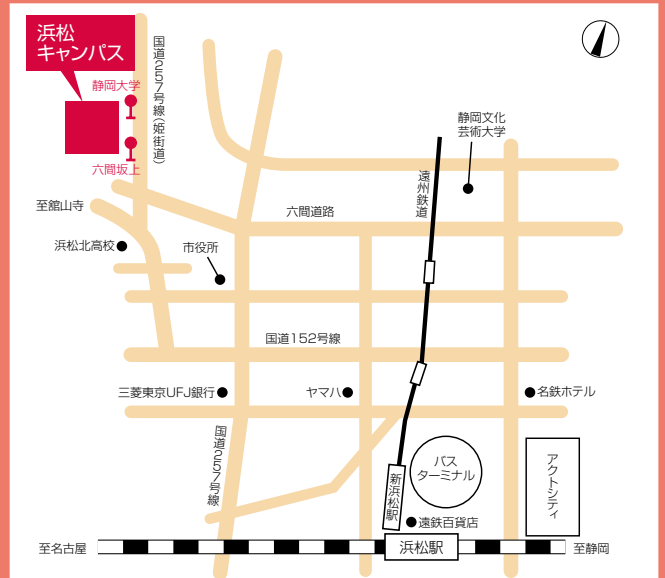 浜松
キャンパス
静岡大学
国道257号線(姫街道)
六間坂上
静岡文化
芸術大学
遠州鉄道
至舘山寺
六間道路
浜松北高校
市役所
国道152号線
三菱東京UFJ銀行
ヤマハ
名鉄ホテル
国道257号線
バス
ターミナル
アクトシティ
新浜松駅
遠鉄百貨店
至名古屋
浜松駅
至静岡